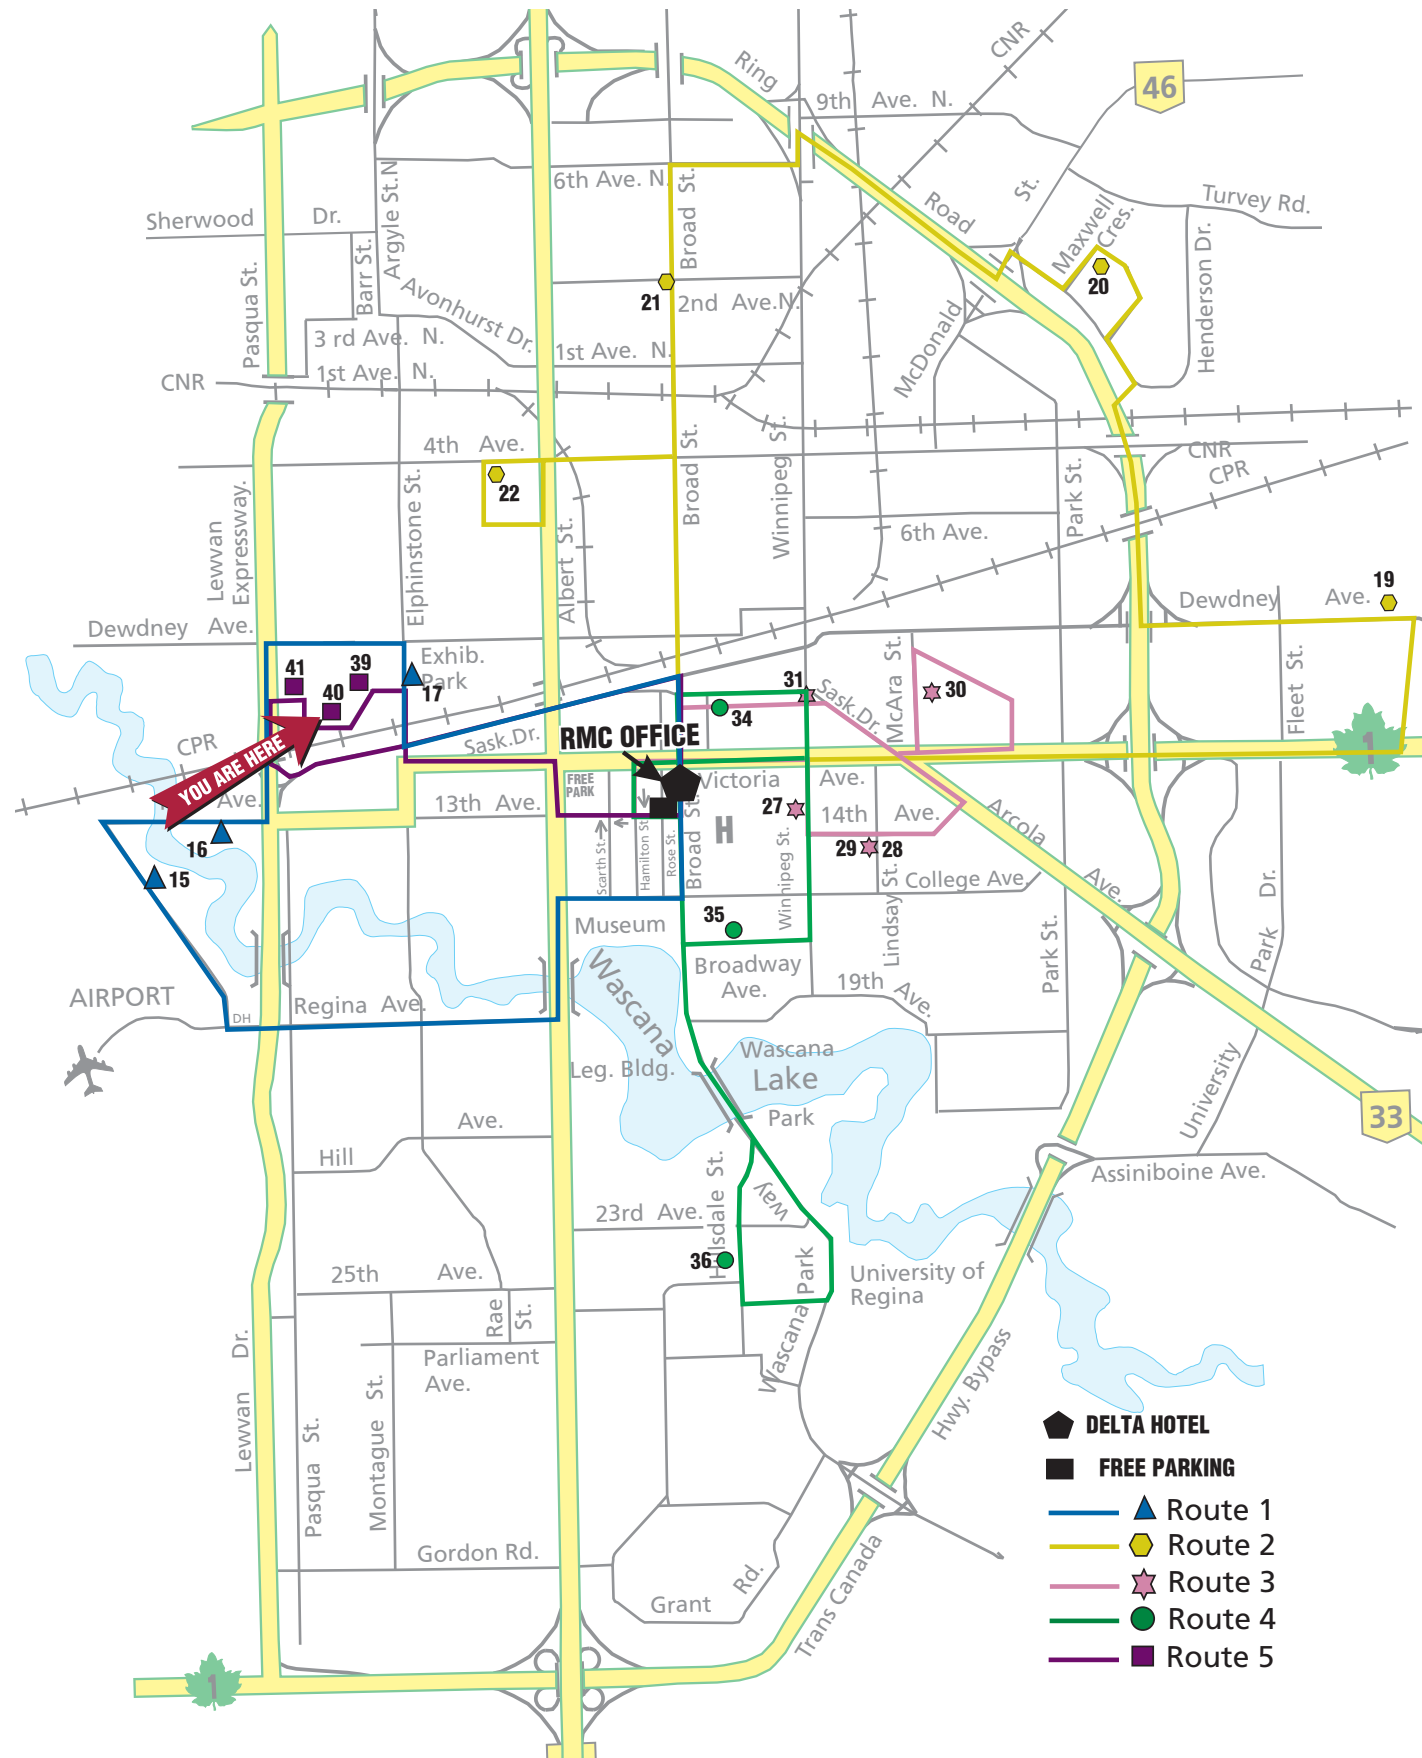 Ring
CNR
46
9th Ave. N.
6th Ave. N.
Broad St.
Argyle St.N
Sherwood Dr.
Road
St.
Maxwell
Cres.
Turvey Rd.
Henderson Dr.
20
Pasqua St.
Barr St.
Avonhurst Dr.
21
2nd Ave.N.
3 rd Ave. N.
1st Ave. N.
1st Ave. N.
McDonald
CNR
4th Ave.
22
Broad St.
Winnipeg St.
CNR
CPR
Park St.
6th Ave.
Lewvan
Expressway.
Elphinstone St.
Albert St.
19
Dewdney Ave.
Dewdney Ave.
Exhib.
Park
17
41
39
40
31
Sask.Dr.
McAra St.
30
Fleet St.
34
CPR
Sask.Dr.
RMC OFFICE
1
YOU ARE HERE
Ave.
FREE
PARK
Victoria Ave.
13th Ave.
27
14th Ave.
Arcola Ave.
H
16
15
Scarth St.
Hamilton St.
Rose St.
Broad St.
Winnipeg St.
29
28
College Ave.
Lindsay St.
Park St.
Park Dr.
Museum
35
Broadway
Ave.
19th Ave.
AIRPORT
DH
Regina Ave.
Wascana
Leg. Bldg.
Wascana
Lake
Park
33
University
Hill Ave.
Assiniboine Ave.
Hillsdale St.
Way
23rd Ave.
36
25th Ave.
University of
Regina
Rae St.
Wascana Park
Parliament
Ave.
Lewvan Dr.
Pasqua St.
Montague St.
Hwy. Bypass
DELTA HOTEL
FREE PARKING
Route 1
Route 2
Route 3
Route 4
Route 5
Gordon Rd.
Grant Rd.
Trans Canada
1